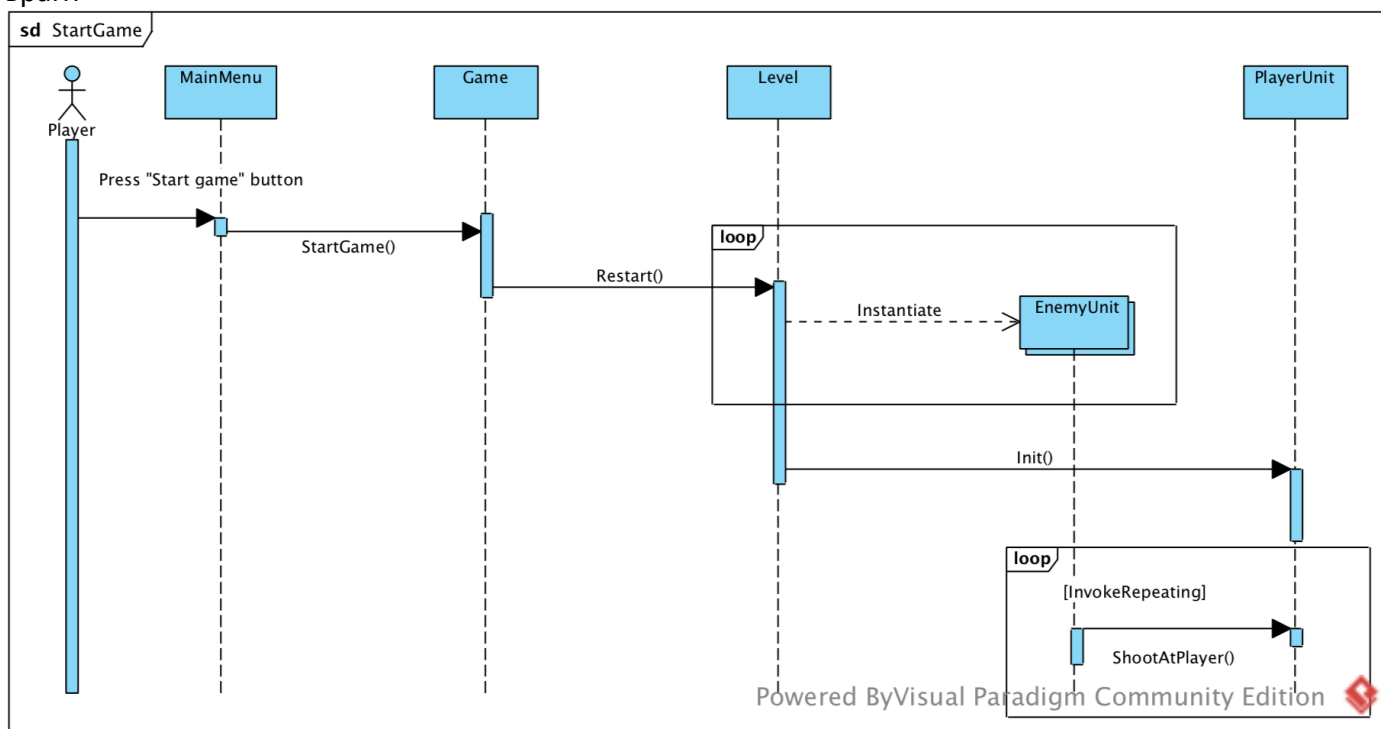 sd StartGame
MainMenu
Game
Level
PlayerUnit
Player
Press "Start game" button
StartGame()
loop
Restart()
Instantiate
EnemyUnit
Init()
loop
[InvokeRepeating]
ShootAtPlayer()
Powered ByVisual Paradigm Community Edition